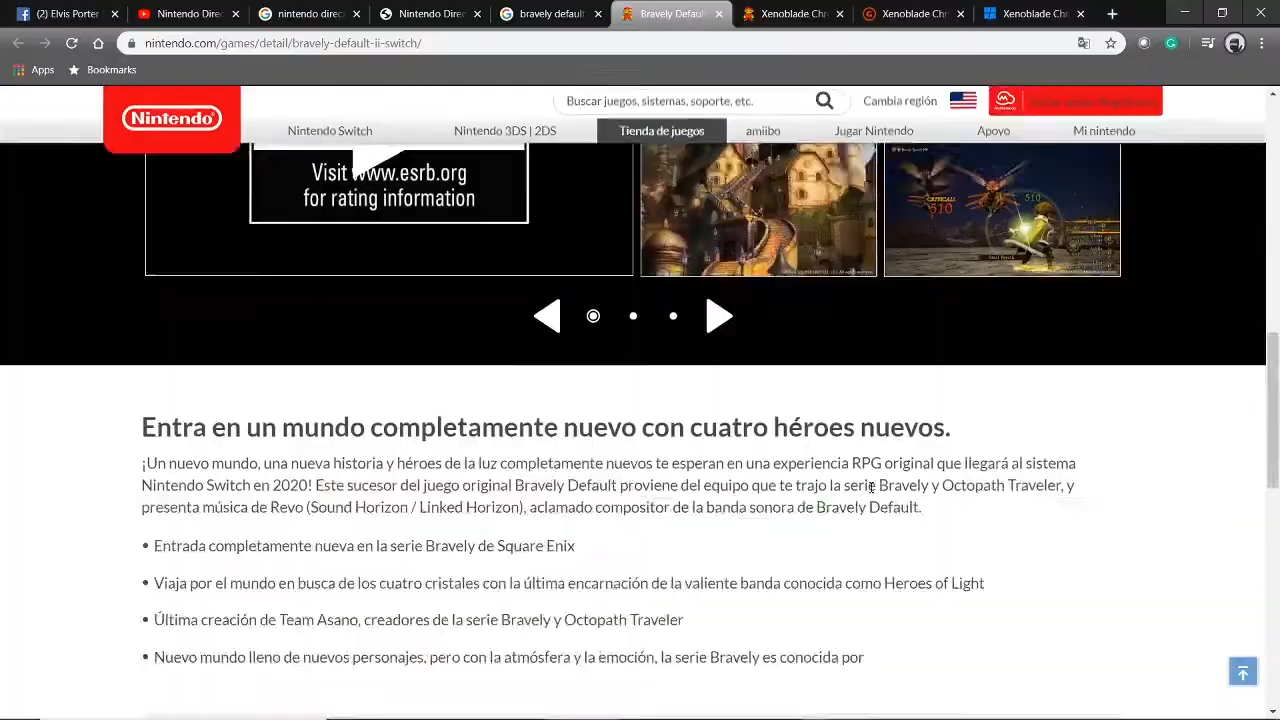 Elvis Porter
Nintendo Dire
nintendo direc
Nintendo Direc
bravely default
Bravely Default
Xenoblade Chr
Xenoblade Chr
Xenoblade Chr
nintendo.com/games/detail/bravely-default-ii-switch/
Apps
Bookmarks
Nintendo
Buscar juegos, sistemas, soporte, etc.
Cambia región
Nintendo Switch
Nintendo 3DS | 2DS
Tienda de juegos
amiibo
Jugar Nintendo
Apoyo
Mi nintendo
Visit www.esrb.org
for rating information
CRITICAL!
510
510
Entra en un mundo completamente nuevo con cuatro héroes nuevos.
¡Un nuevo mundo, una nueva historia y héroes de la luz completamente nuevos te esperan en una experiencia RPG original que llegará al sistema
Nintendo Switch en 2020! Este sucesor del juego original Bravely Default proviene del equipo que te trajo la serie Bravely y Octopath Traveler, y
presenta música de Revo (Sound Horizon / Linked Horizon), aclamado compositor de la banda sonora de Bravely Default.
• Entrada completamente nueva en la serie Bravely de Square Enix
• Viaja por el mundo en busca de los cuatro cristales con la última encarnación de la valiente banda conocida como Heroes of Light
• Última creación de Team Asano, creadores de la serie Bravely y Octopath Traveler
• Nuevo mundo lleno de nuevos personajes, pero con la atmósfera y la emoción, la serie Bravely es conocida por